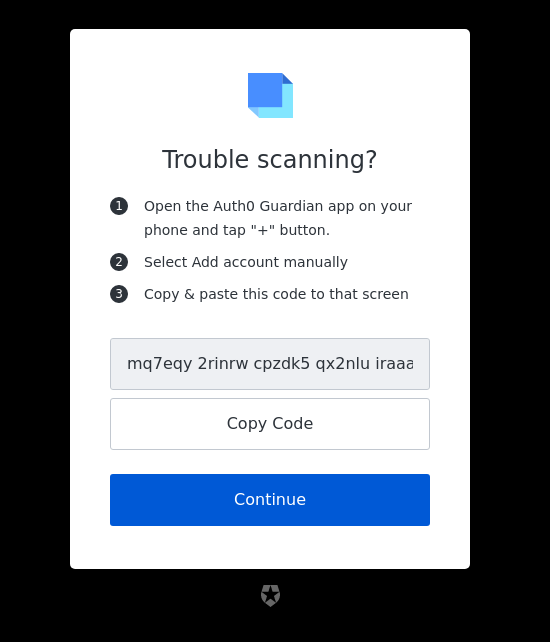 Trouble scanning?
1 Open the Auth0 Guardian app on your
phone and tap "+" button.
2 Select Add account manually
3 Copy & paste this code to that screen
mq7eqy 2rinrw cpzdk5 qx2nlu iraaa
Copy Code
Continue